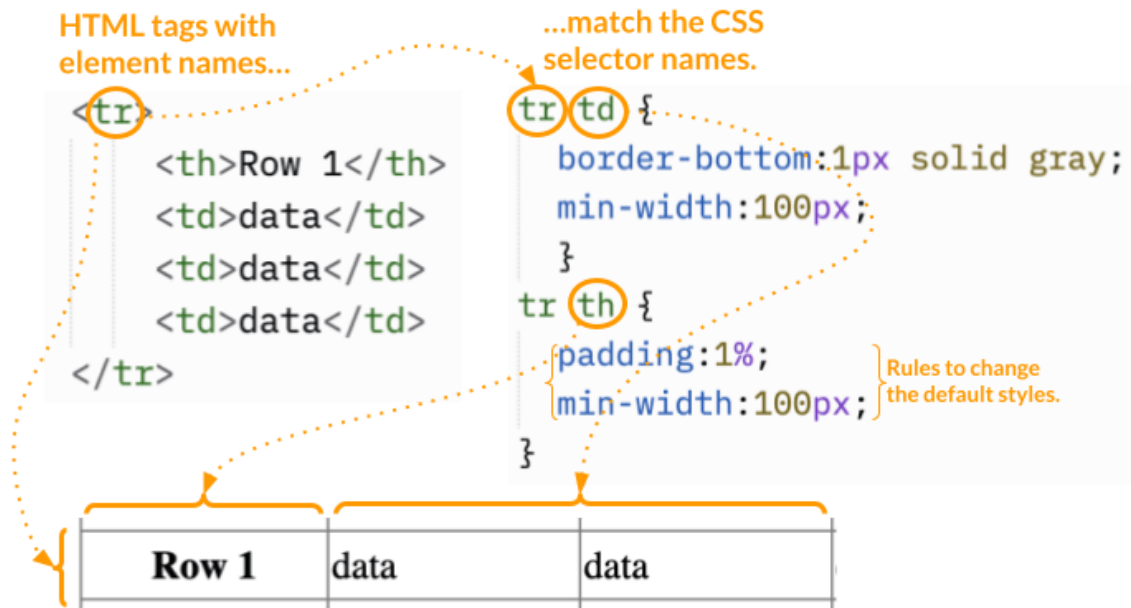 HTML tags with
element names...
...match the CSS
selector names.
<tr>
<th>Row 1</th>
<td>data</td>
<td>data</td>
<td>data</td>
</tr>
tr td {
border-bottom:1px solid gray;
min-width:100px;
}
tr th {
padding:1%;
min-width:100px;
}
Rules to change
the default styles.
Row 1 data data